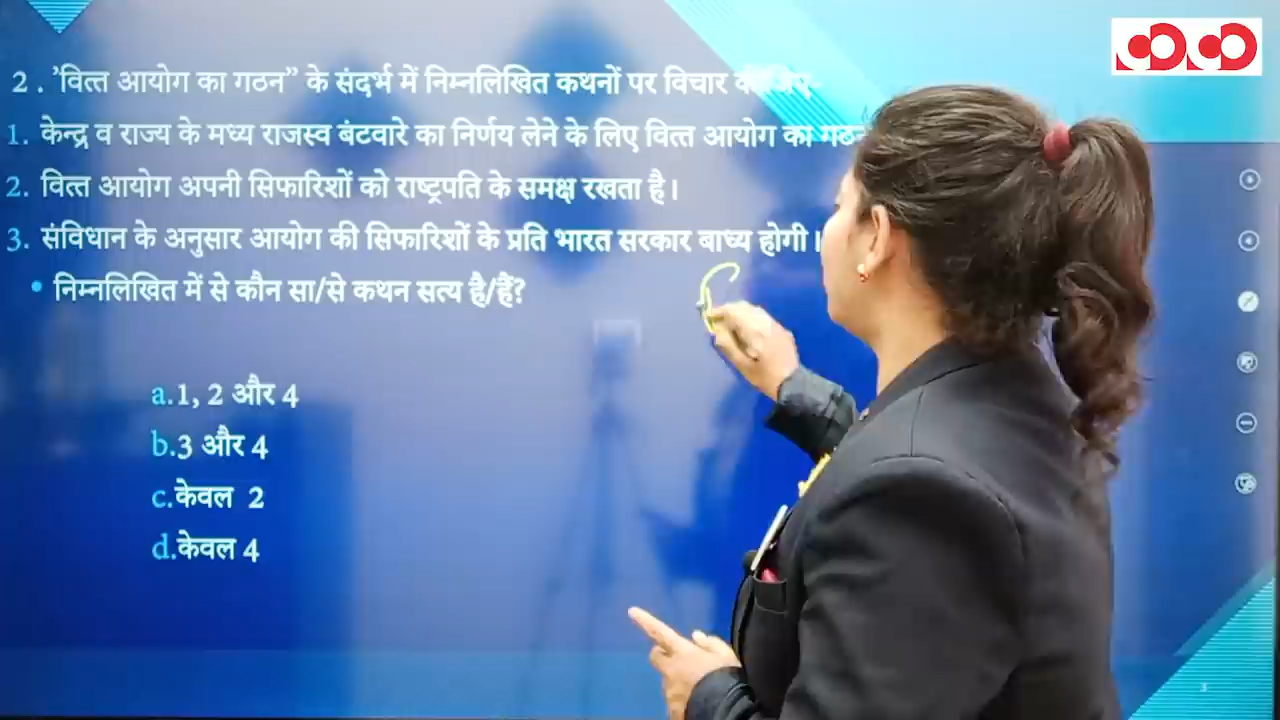 2 . ’वित्त आयोग का गठन” के संदर्भ में निम्नलिखित कथनों पर विचार
1. केन्द्र व राज्य के मध्य राजस्व बंटवारे का निर्णय लेने के लिए वित्त आयोग का
2. वित्त आयोग अपनी सिफारिशों को राष्ट्रपति के समक्ष रखता है।
3. संविधान के अनुसार आयोग की सिफारिशों के प्रति भारत सरकार बाध्य होगी।
• निम्नलिखित में से कौन सा/से कथन सत्य है/हैं?
a.1, 2 और 4
b.3 और 4
c.केवल 2
d.केवल 4
3